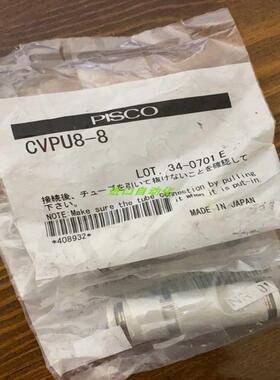 PISCO
CVPU8-8
LOT. 34-0701E
接続後、チューブを引いて抜けないことを確認して
下さい。
NOTE:Make sure the tube connection by pulling
it when it is put-in.
*408932*
MADE IN JAPAN